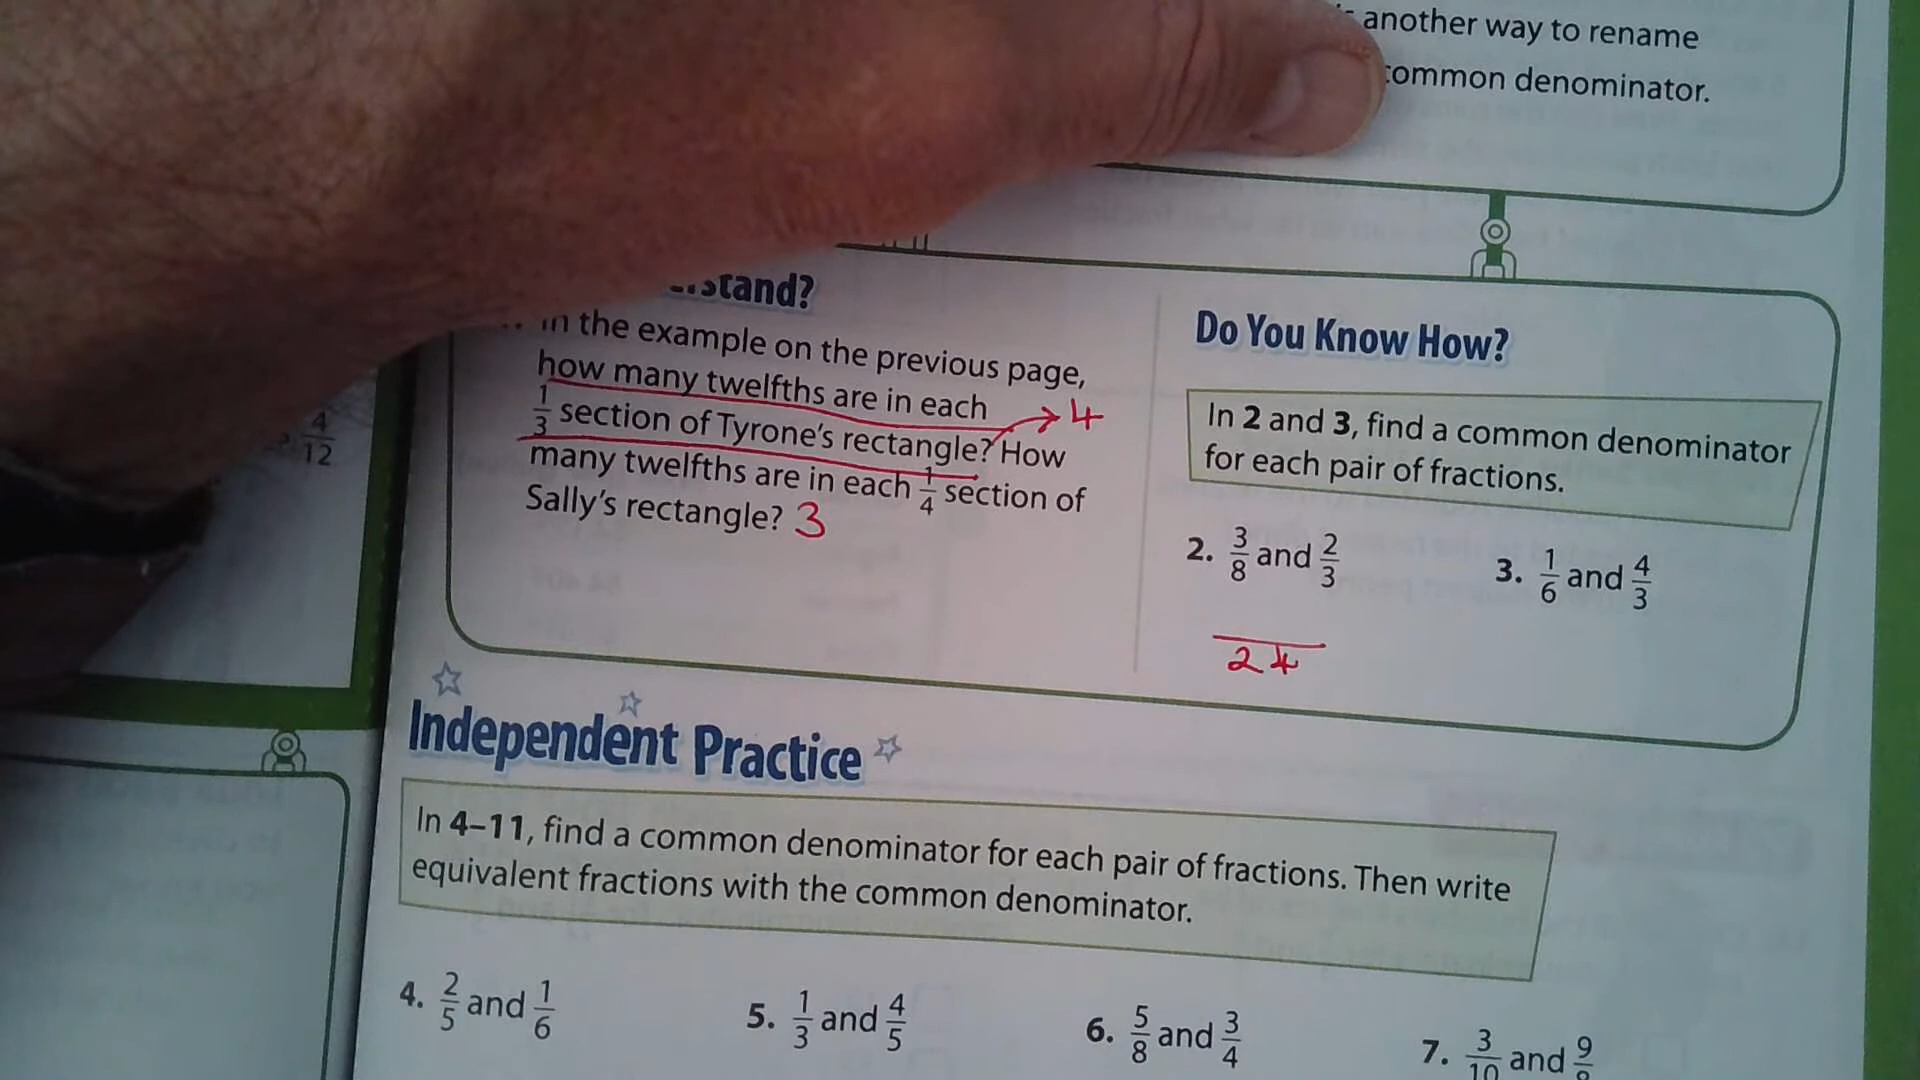 another way to rename
common denominator.
4/12
stand?
in the example on the previous page,
how many twelfths are in each
1/3 section of Tyrone's rectangle? How → 4
many twelfths are in each 1/4 section of
Sally's rectangle? 3
Do You Know How?
In 2 and 3, find a common denominator
for each pair of fractions.
2. 3/8 and 2/3
3. 1/6 and 4/3
24
Independent Practice
In 4–11, find a common denominator for each pair of fractions. Then write
equivalent fractions with the common denominator.
4. 2/5 and 1/6
5. 1/3 and 4/5
6. 5/8 and 3/4
7. 3/10 and 9